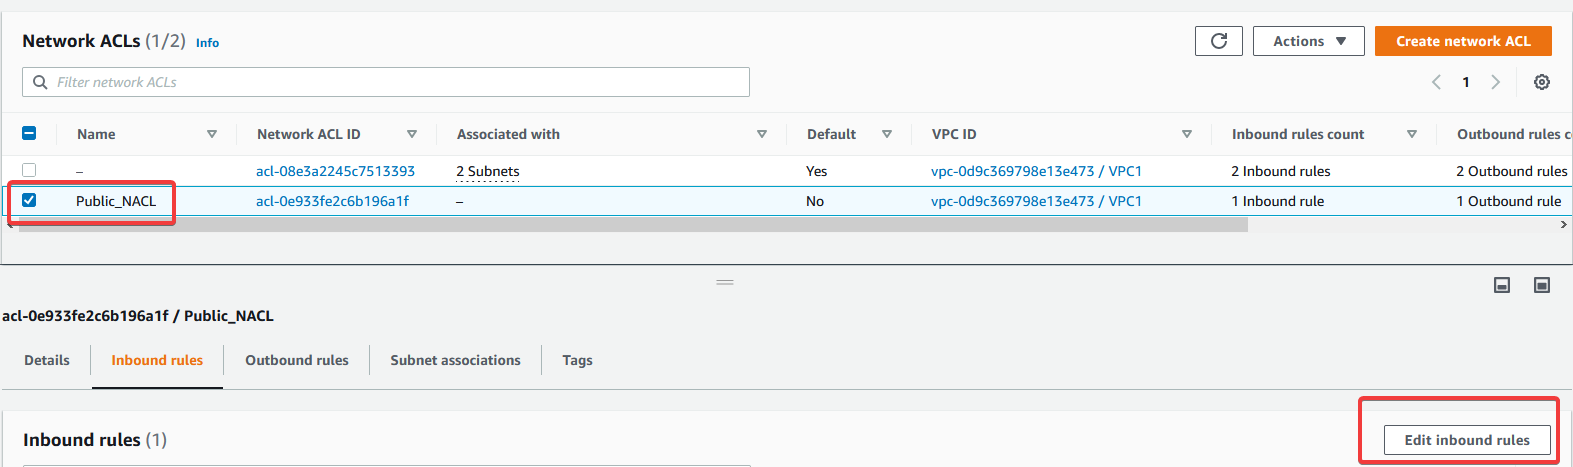 Network ACLs (1/2) Info Actions Create network ACL
Filter network ACLs 1
Name Network ACL ID Associated with Default VPC ID Inbound rules count Outbound rules c
– acl-08e3a2245c7513393 2 Subnets Yes vpc-0d9c369798e13e473 / VPC1 2 Inbound rules 2 Outbound rules
Public_NACL acl-0e933fe2c6b196a1f – No vpc-0d9c369798e13e473 / VPC1 1 Inbound rule 1 Outbound rule
acl-0e933fe2c6b196a1f / Public_NACL
Details Inbound rules Outbound rules Subnet associations Tags
Inbound rules (1) Edit inbound rules